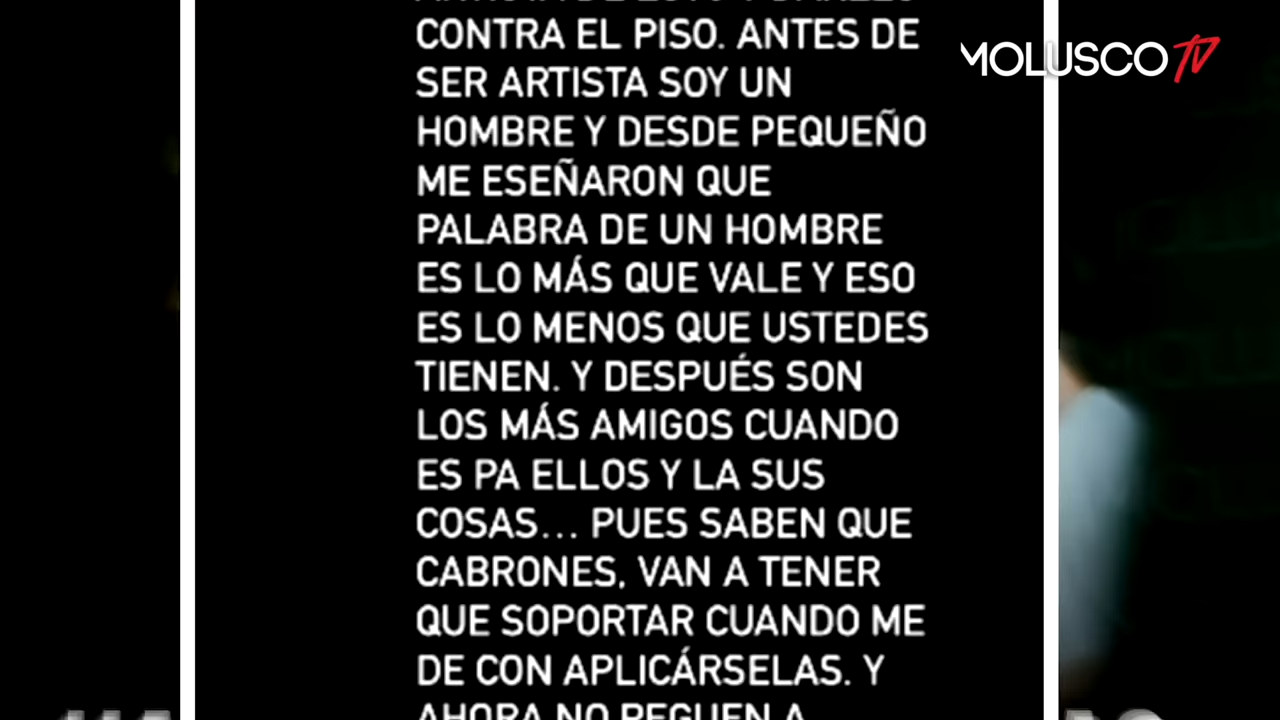 MOLUSCO TV
CONTRA EL PISO. ANTES DE
SER ARTISTA SOY UN
HOMBRE Y DESDE PEQUEÑO
ME ESEÑARON QUE
PALABRA DE UN HOMBRE
ES LO MÁS QUE VALE Y ESO
ES LO MENOS QUE USTEDES
TIENEN. Y DESPUÉS SON
LOS MÁS AMIGOS CUANDO
ES PA ELLOS Y LA SUS
COSAS... PUES SABEN QUE
CABRONES, VAN A TENER
QUE SOPORTAR CUANDO ME
DE CON APLICÁRSELAS. Y
AHORA NO PEGUEN A